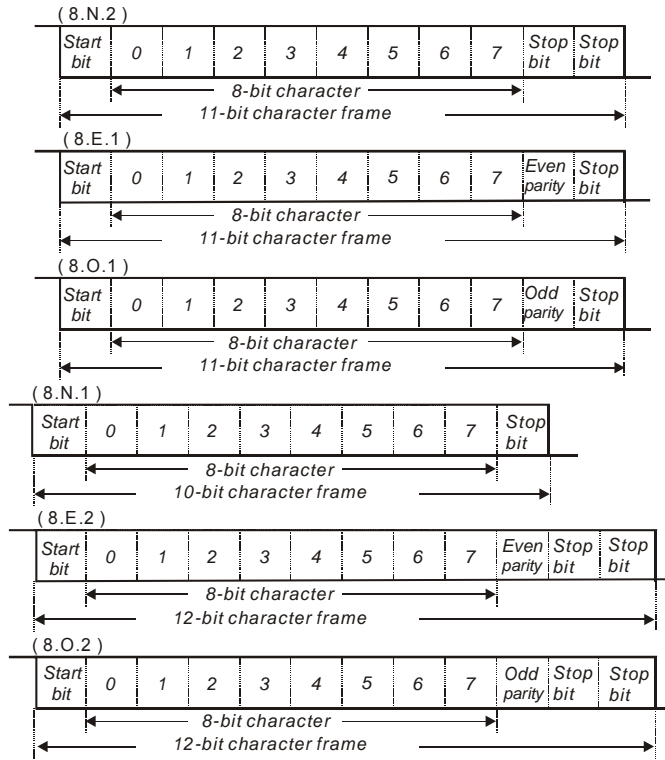 ( 8.N.2 )
Start bit 0 1 2 3 4 5 6 7 Stop bit Stop bit
8-bit character
11-bit character frame
( 8.E.1 )
Start bit 0 1 2 3 4 5 6 7 Even parity Stop bit
8-bit character
11-bit character frame
( 8.O.1 )
Start bit 0 1 2 3 4 5 6 7 Odd parity Stop bit
8-bit character
11-bit character frame
( 8.N.1 )
Start bit 0 1 2 3 4 5 6 7 Stop bit
8-bit character
10-bit character frame
( 8.E.2 )
Start bit 0 1 2 3 4 5 6 7 Even parity Stop bit Stop bit
8-bit character
12-bit character frame
( 8.O.2 )
Start bit 0 1 2 3 4 5 6 7 Odd parity Stop bit Stop bit
8-bit character
12-bit character frame